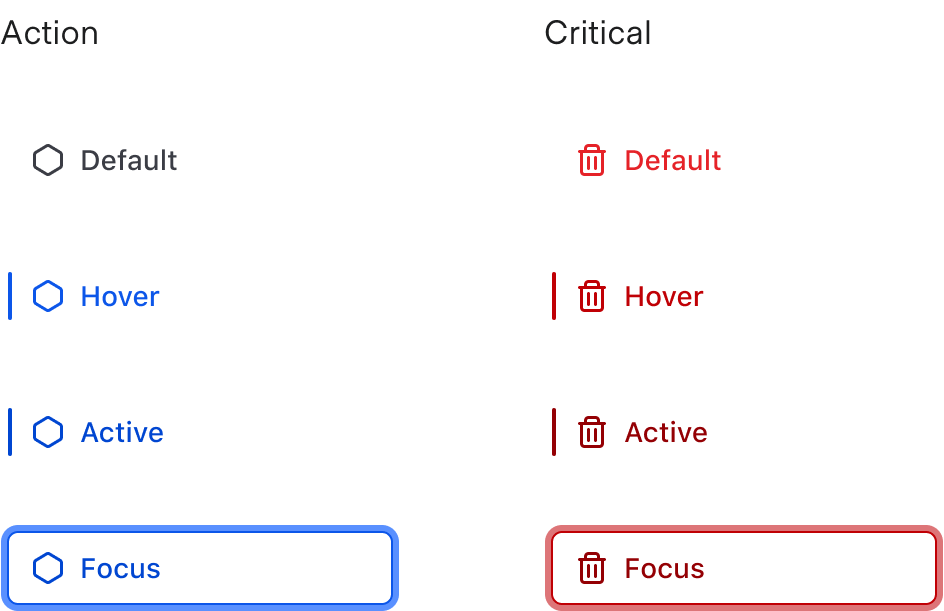 Action
Critical
Default
Default
Hover
Hover
Active
Active
Focus
Focus